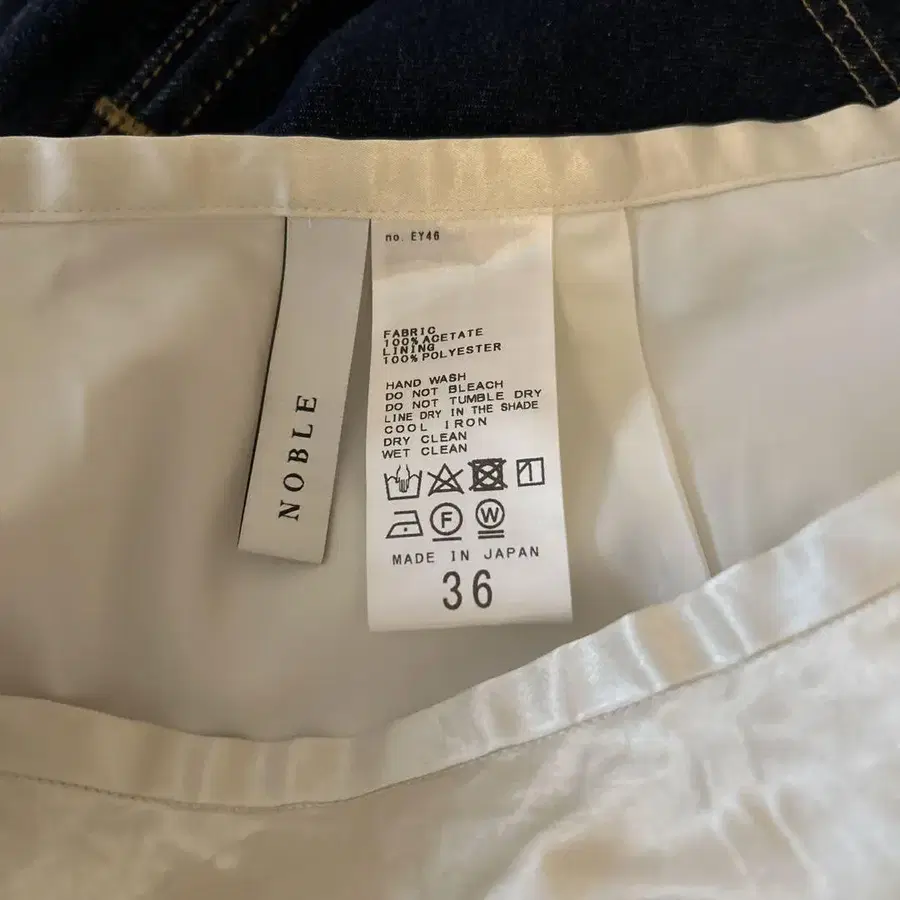 NOBLE
no. EY46
FABRIC
100% ACETATE
LINING
100% POLYESTER
HAND WASH
DO NOT BLEACH
DO NOT TUMBLE DRY
LINE DRY IN THE SHADE
COOL IRON
DRY CLEAN
WET CLEAN
F W
MADE IN JAPAN
36